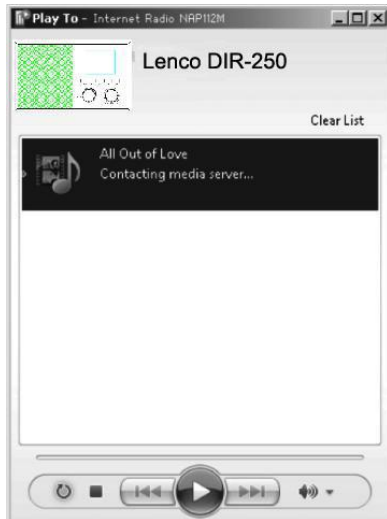 Play To - Internet Radio NAP112M
Lenco DIR-250
Clear List
All Out of Love
Contacting media server...